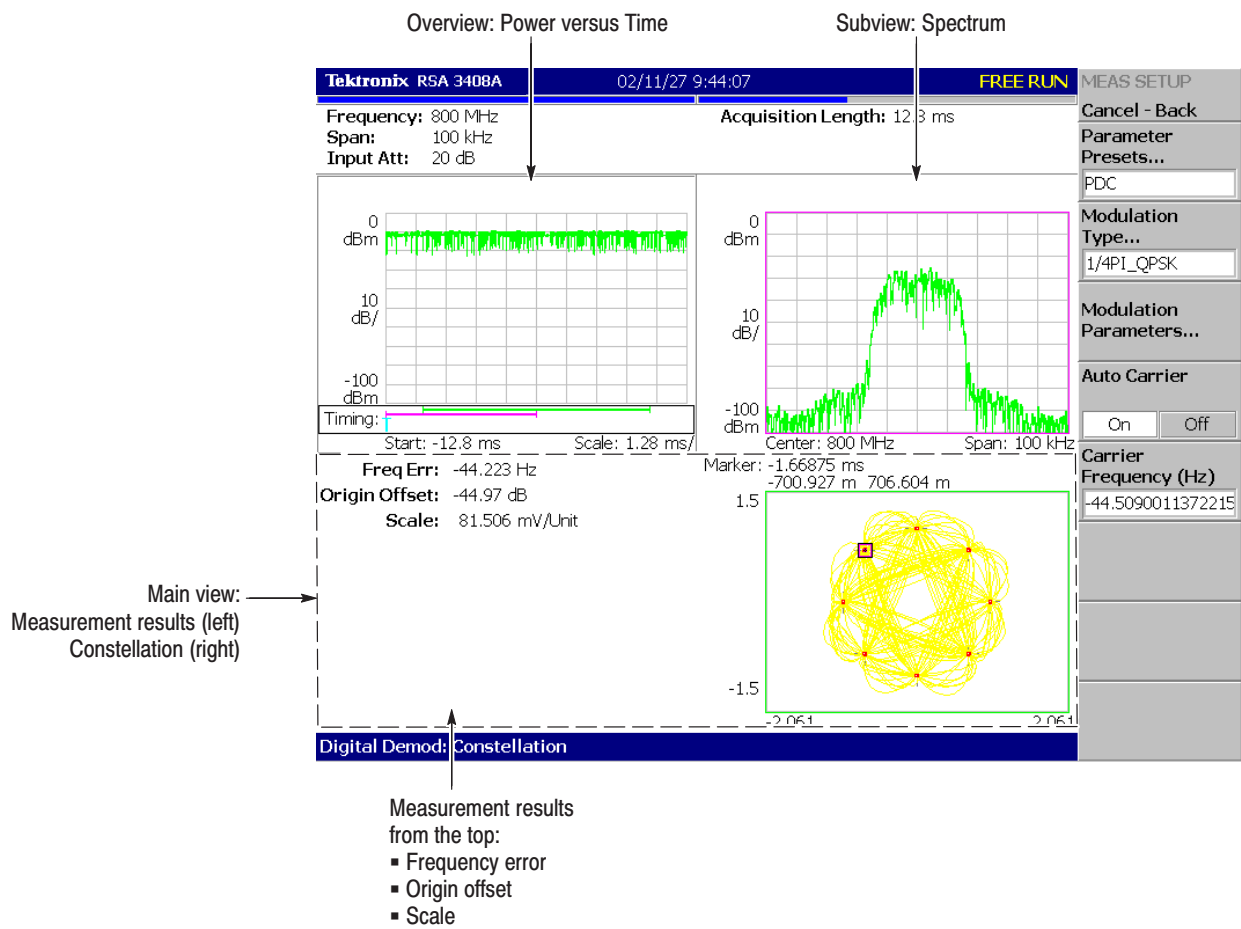 Overview: Power versus Time
Subview: Spectrum
Tektronix RSA 3408A 02/11/27 9:44:07 FREE RUN
Frequency: 800 MHz
Span: 100 kHz
Input Att: 20 dB
Acquisition Length: 12.8 ms
0
dBm
10
dB/
-100
dBm
Timing:
Start: -12.8 ms Scale: 1.28 ms/
0
dBm
10
dB/
-100
dBm
Center: 800 MHz Span: 100 kHz
Freq Err: -44.223 Hz
Origin Offset: -44.97 dB
Scale: 81.506 mV/Unit
Marker: -1.66875 ms
-700.927 m 706.604 m
1.5
-1.5
-2.061 2.061
Digital Demod: Constellation
MEAS SETUP
Cancel - Back
Parameter
Presets...
PDC
Modulation
Type...
1/4PI_QPSK
Modulation
Parameters...
Auto Carrier
On Off
Carrier
Frequency (Hz)
-44.5090011372215
Main view:
Measurement results (left)
Constellation (right)
Measurement results
from the top:
▪ Frequency error
▪ Origin offset
▪ Scale